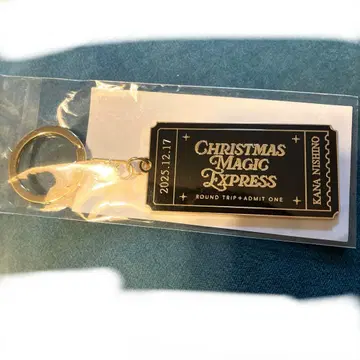 2025.12.17
CHRISTMAS
MAGIC
EXPRESS
ROUND TRIP+ADMIT ONE
KANA NISHINO